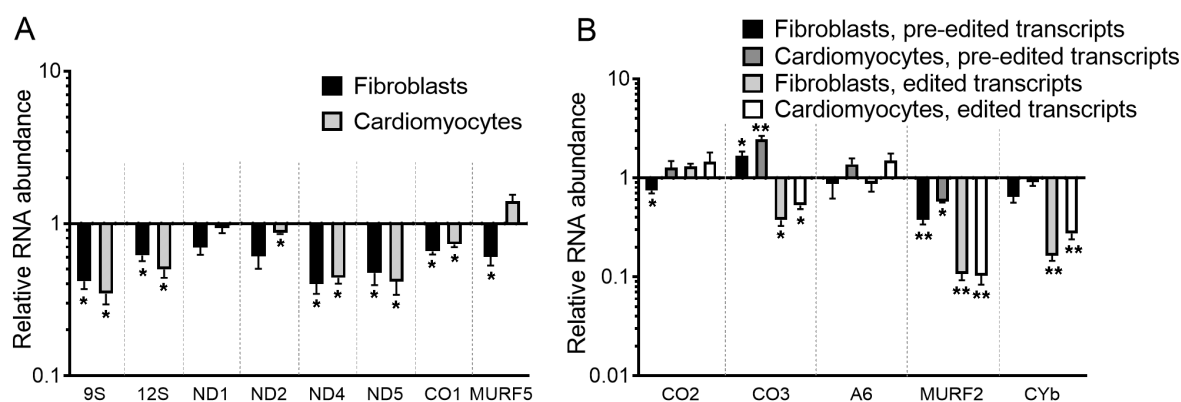 A
Relative RNA abundance
10
1
0.1
Fibroblasts
Cardiomyocytes
*
*
*
*
*
*
*
*
*
*
*
*
9S 12S ND1 ND2 ND4 ND5 CO1 MURF5
B
Fibroblasts, pre-edited transcripts
Cardiomyocytes, pre-edited transcripts
Fibroblasts, edited transcripts
Cardiomyocytes, edited transcripts
Relative RNA abundance
10
1
0.1
0.01
*
*
**
*
*
**
*
**
**
**
**
CO2 CO3 A6 MURF2 CYb